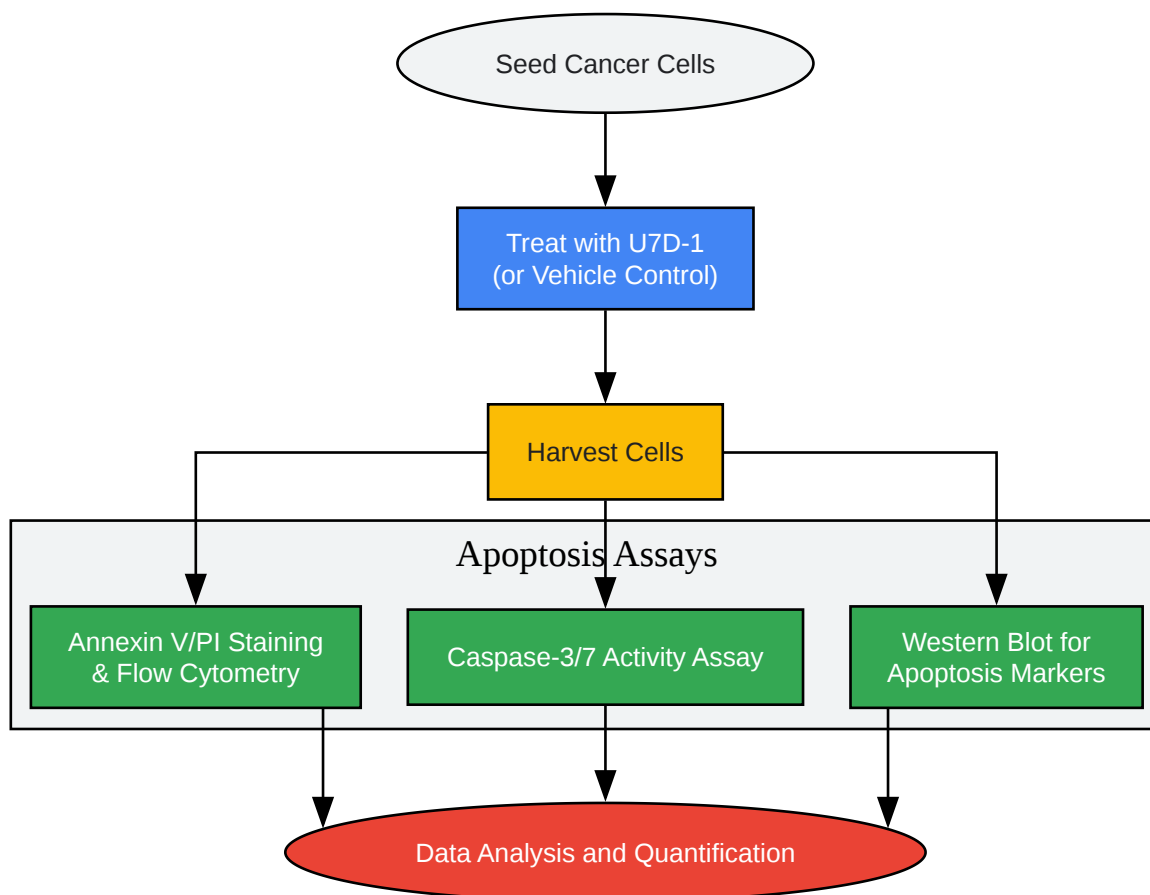 Seed Cancer Cells
Treat with U7D-1
(or Vehicle Control)
Harvest Cells
Apoptosis Assays
Annexin V/PI Staining
& Flow Cytometry
Caspase-3/7 Activity Assay
Western Blot for
Apoptosis Markers
Data Analysis and Quantification